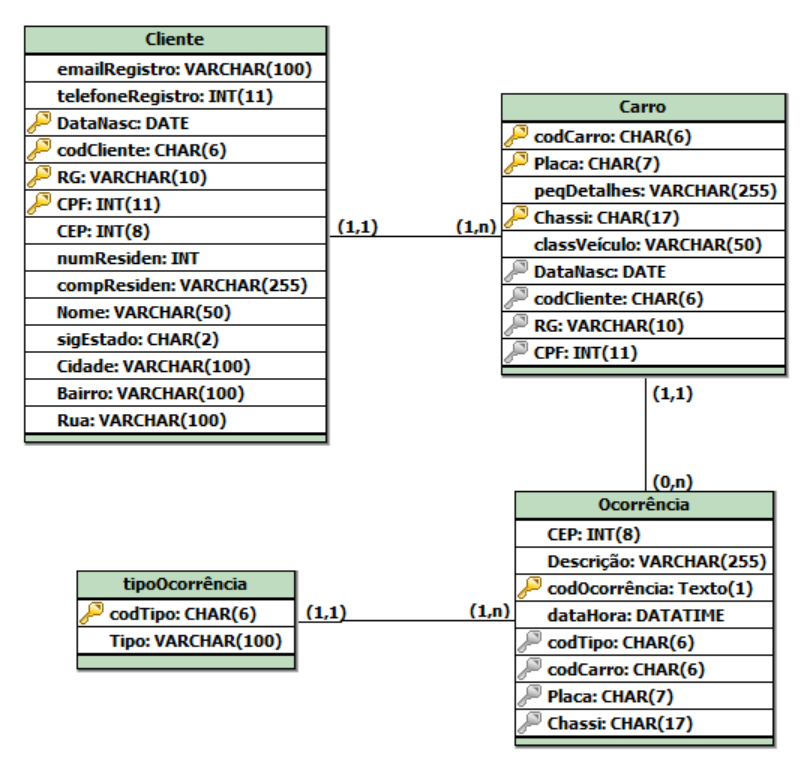 Cliente
emailRegistro: VARCHAR(100)
telefoneRegistro: INT(11)
DataNasc: DATE
codCliente: CHAR(6)
RG: VARCHAR(10)
CPF: INT(11)
CEP: INT(8)
numResiden: INT
compResiden: VARCHAR(255)
Nome: VARCHAR(50)
sigEstado: CHAR(2)
Cidade: VARCHAR(100)
Bairro: VARCHAR(100)
Rua: VARCHAR(100)
(1,1)
(1,n)
Carro
codCarro: CHAR(6)
Placa: CHAR(7)
peqDetalhes: VARCHAR(255)
Chassi: CHAR(17)
classVeículo: VARCHAR(50)
DataNasc: DATE
codCliente: CHAR(6)
RG: VARCHAR(10)
CPF: INT(11)
(1,1)
(0,n)
Ocorrência
CEP: INT(8)
Descrição: VARCHAR(255)
codOcorrência: Texto(1)
dataHora: DATATIME
codTipo: CHAR(6)
codCarro: CHAR(6)
Placa: CHAR(7)
Chassi: CHAR(17)
tipoOcorrência
codTipo: CHAR(6)
Tipo: VARCHAR(100)
(1,1)
(1,n)